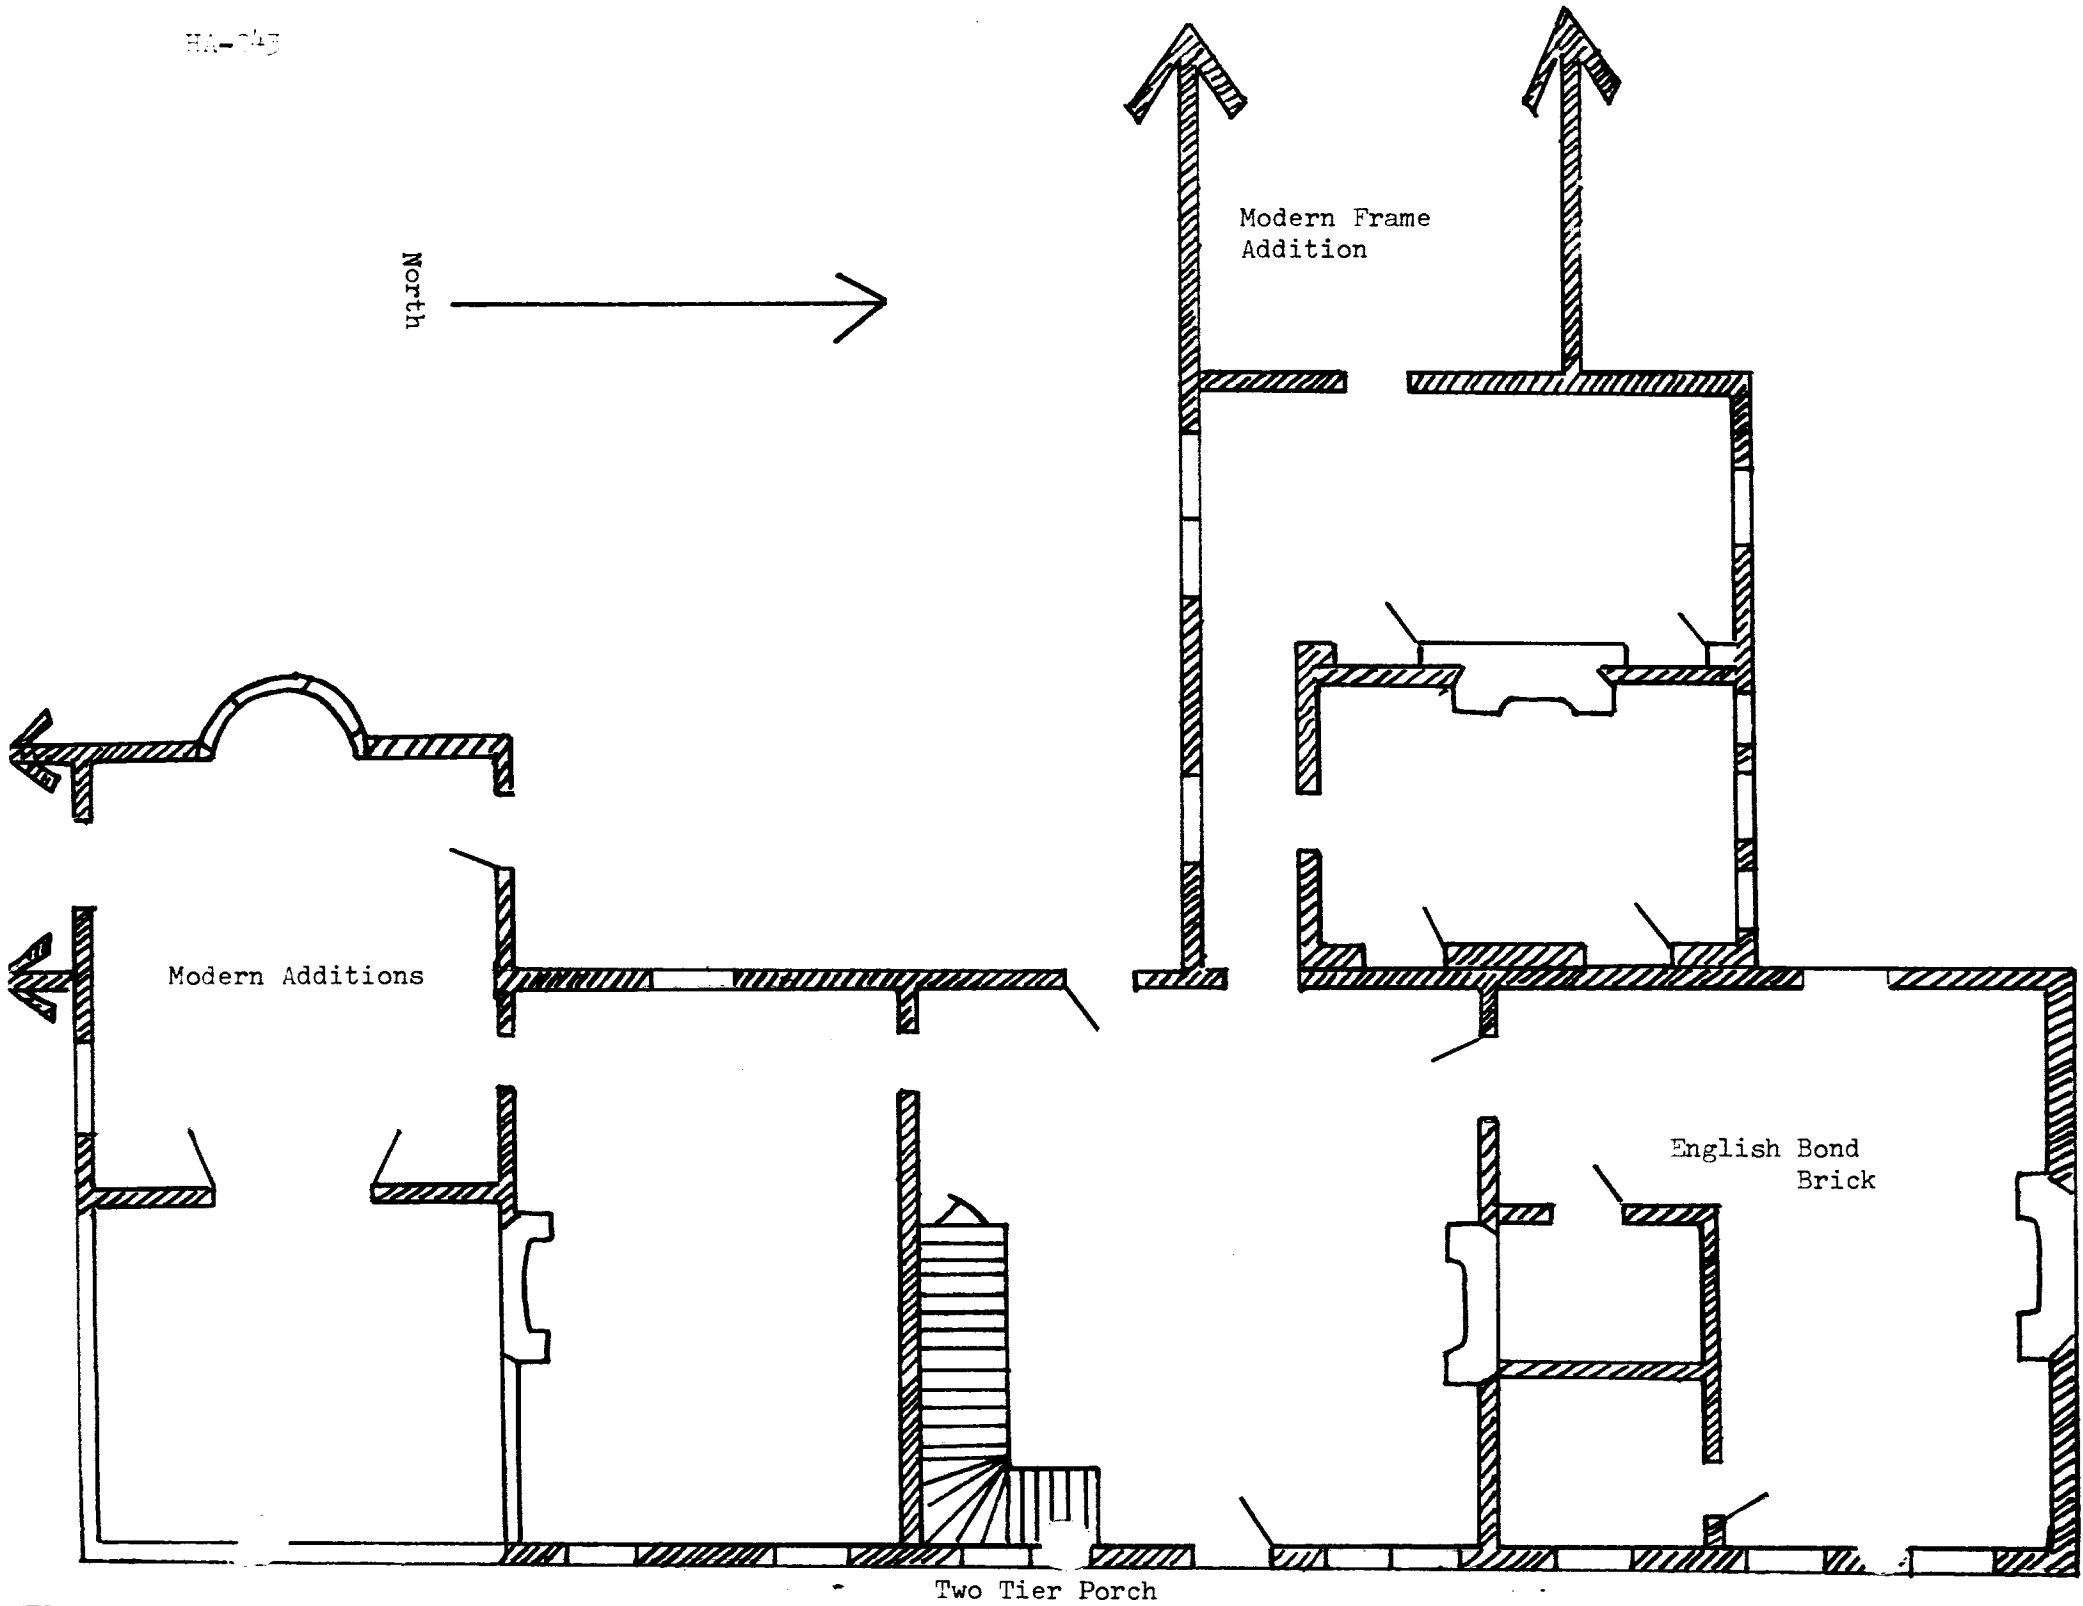 Modern Frame
Addition
North
Modern Additions
English Bond
Brick
Two Tier Porch